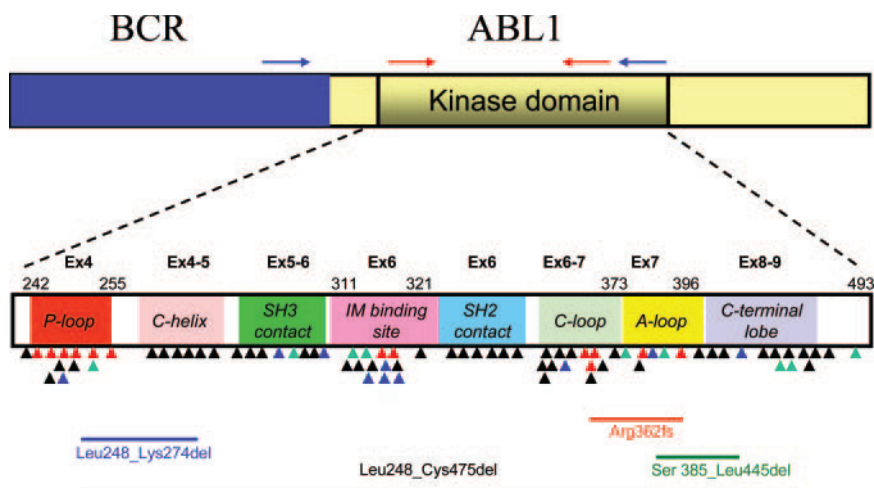 BCR ABL1
Kinase domain
Ex4 Ex4-5 Ex5-6 Ex6 Ex6 Ex6-7 Ex7 Ex8-9
242 255 311 321 373 396 493
P-loop C-helix SH3 contact IM binding site SH2 contact C-loop A-loop C-terminal lobe
Arg362fs
Leu248_Lys274del
Leu248_Cys475del
Ser 385_Leu445del